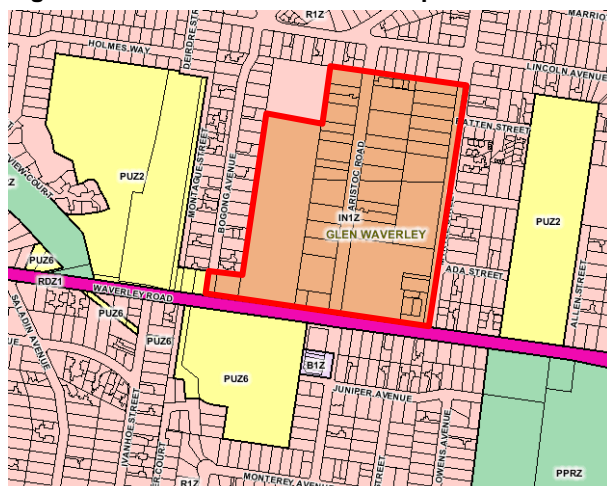 R1Z
HOLMES WAY
LINCOLN AVENUE
PUZ2
MONTAGUE STREET
BOGONG AVENUE
ARISTOC ROAD
IN1Z
GLEN WAVERLEY
PUZ2
ADA STREET
ALLEN STREET
PUZ6
RDZ1
WAVERLEY ROAD
PUZ6
PUZ6
SALADIN AVENUE
PUZ6
B1Z
JUNIPER AVENUE
IVANHOE STREET
OWENS AVENUE
R1Z
MONTEREY AVENUE
PPRZ